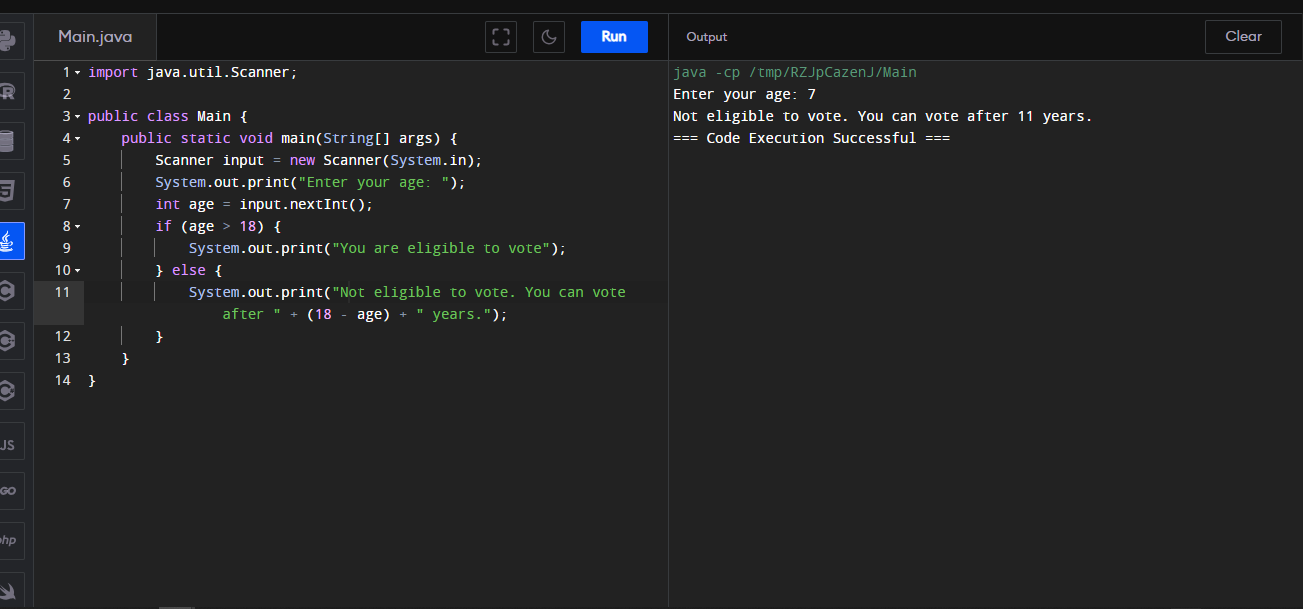 Main.java
Run
Output
Clear
1 import java.util.Scanner;
2
3 public class Main {
4 public static void main(String[] args) {
5 Scanner input = new Scanner(System.in);
6 System.out.print("Enter your age: ");
7 int age = input.nextInt();
8 if (age > 18) {
9 System.out.print("You are eligible to vote");
10 } else {
11 System.out.print("Not eligible to vote. You can vote
after " + (18 - age) + " years.");
12 }
13 }
14 }
java -cp /tmp/RZJpCazenJ/Main
Enter your age: 7
Not eligible to vote. You can vote after 11 years.
=== Code Execution Successful ===
R
5
JS
GO
php